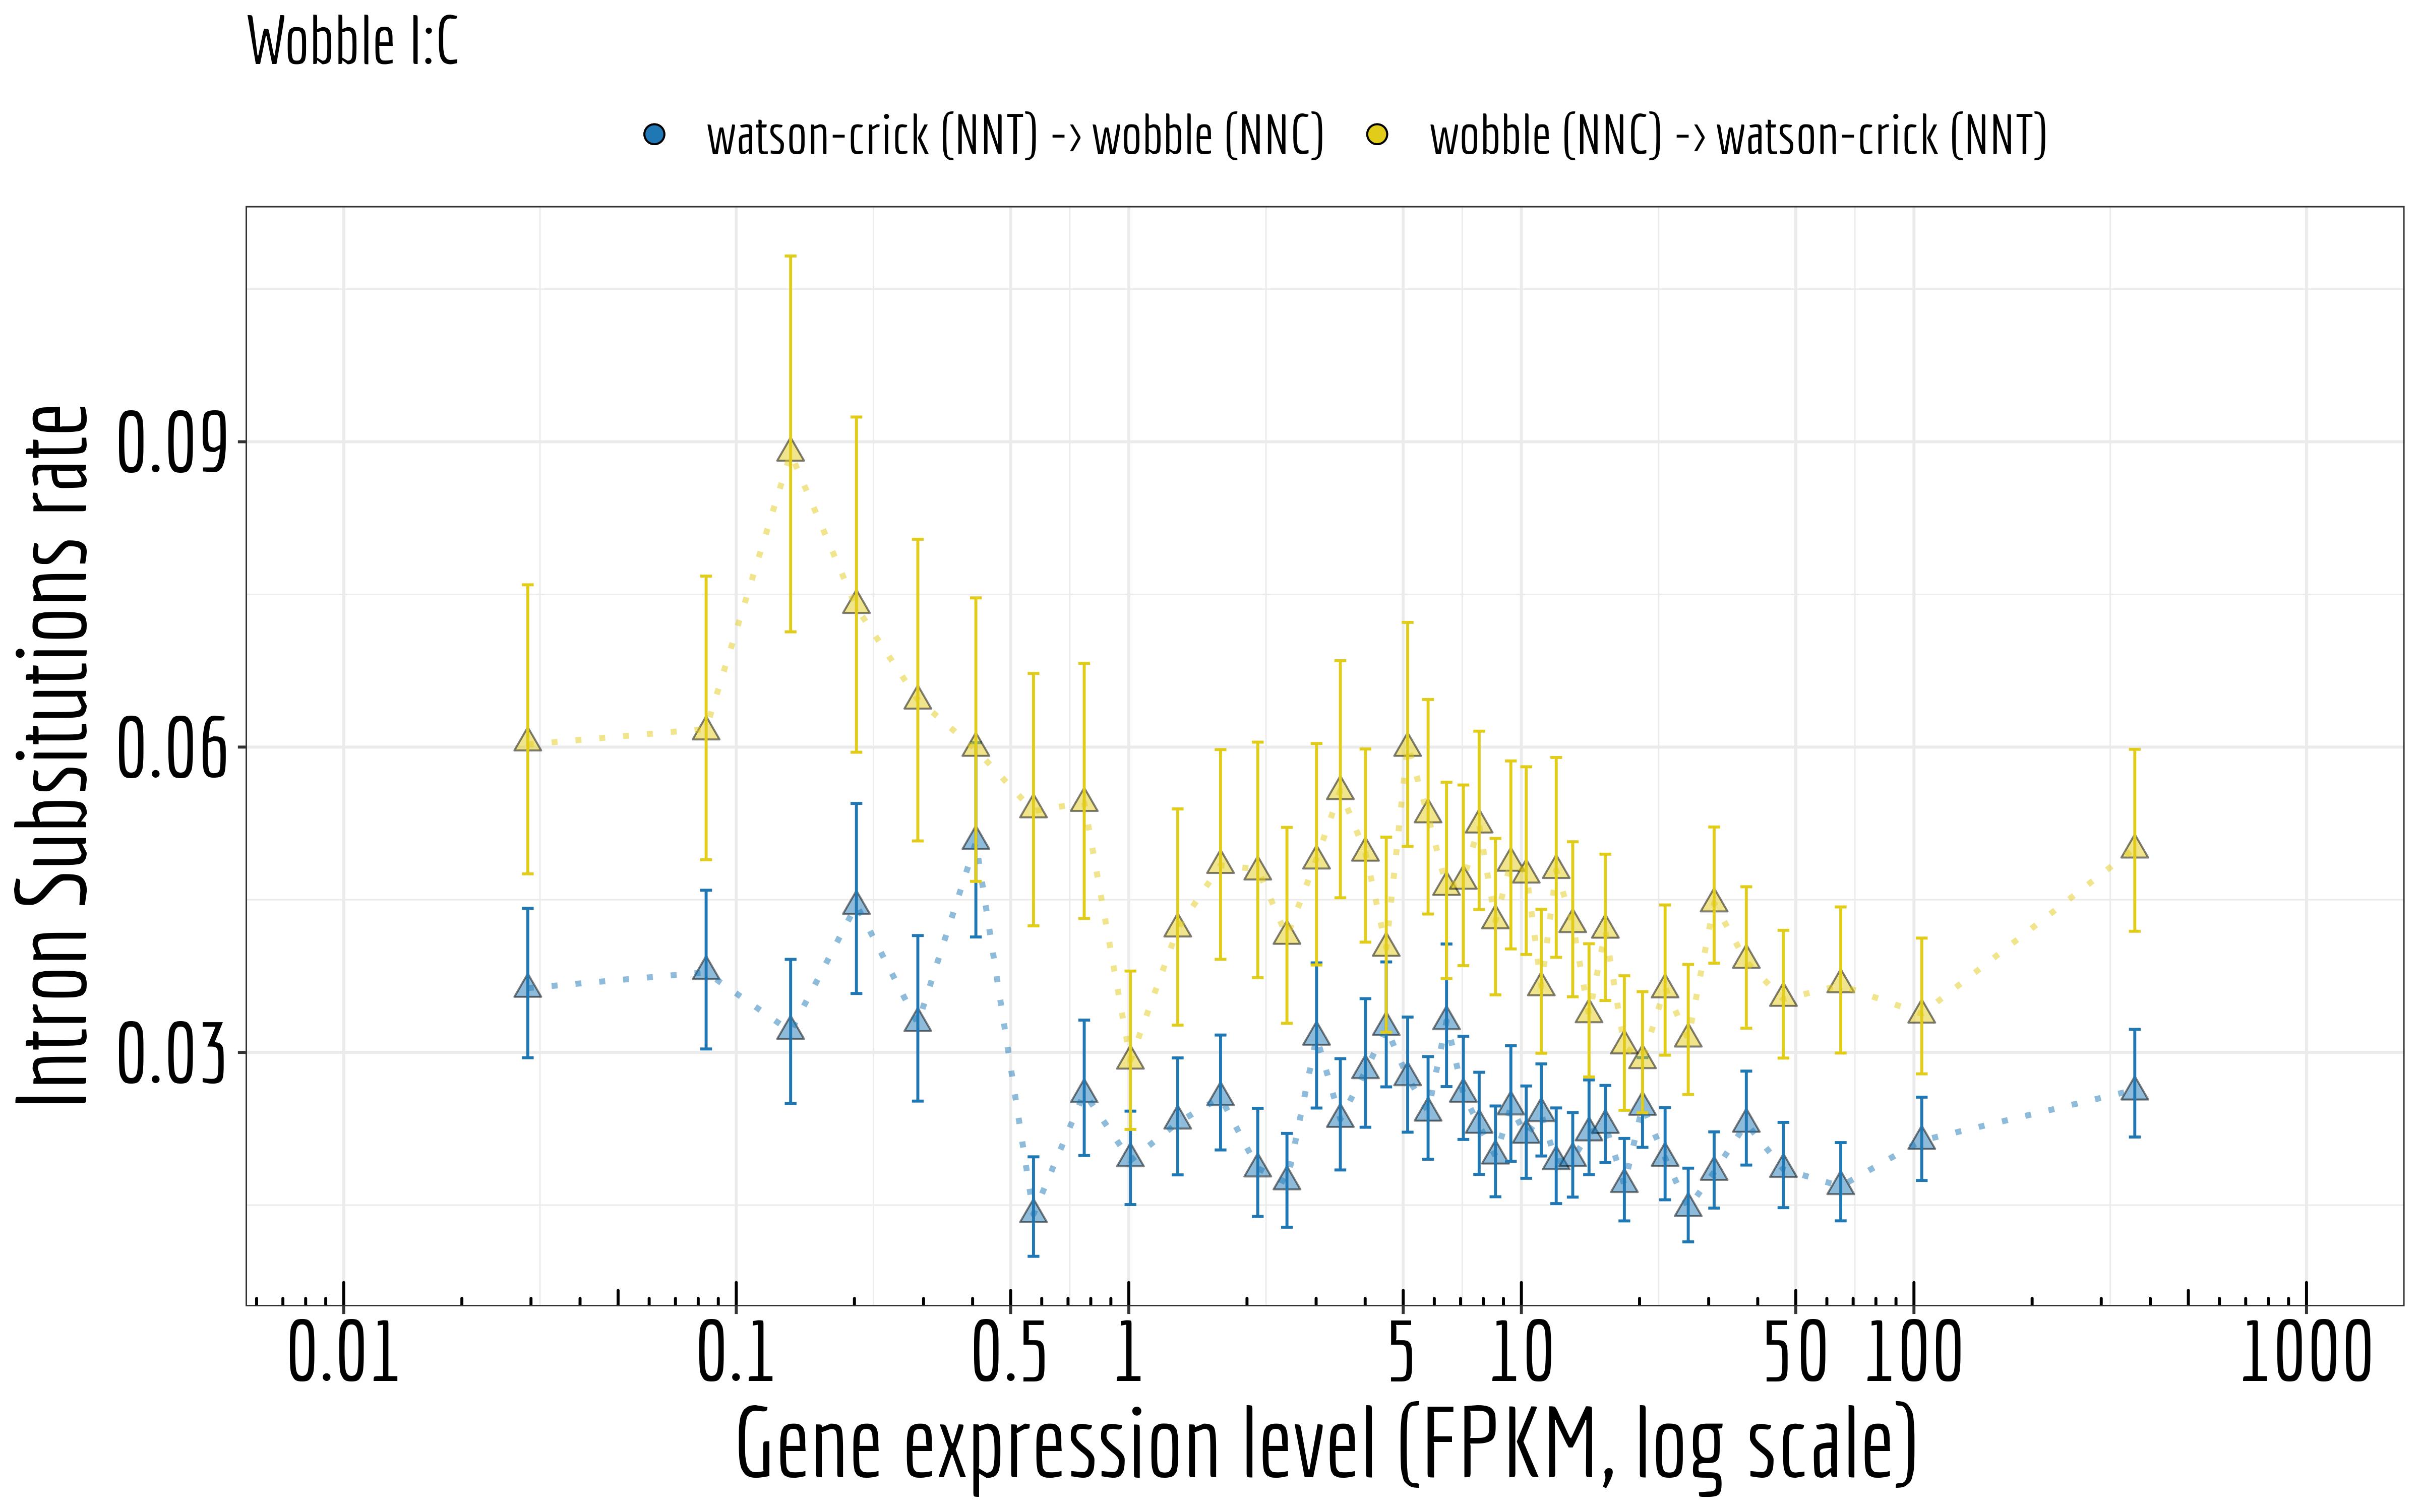 Wobble I:C
watson-crick (NNT) -> wobble (NNC)
wobble (NNC) -> watson-crick (NNT)
Intron Subsitutions rate
0.09
0.06
0.03
0.01 0.1 0.5 1 5 10 50 100 1000
Gene expression level (FPKM, log scale)